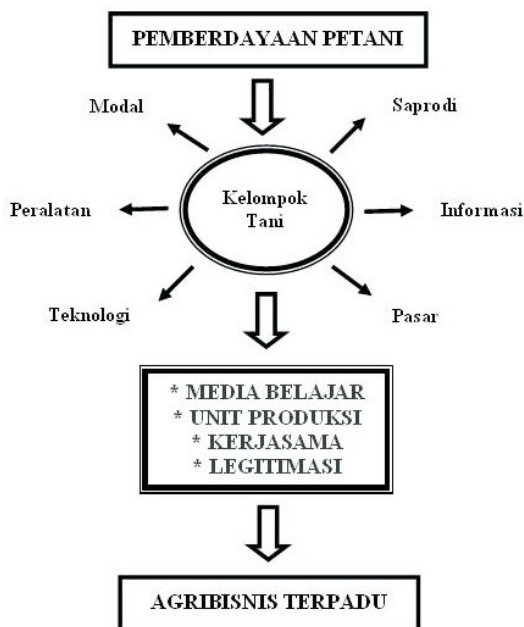 PEMBERDAYAAN PETANI
Modal
Saprodi
Kelompok
Tani
Peralatan
Informasi
Teknologi
Pasar
* MEDIA BELAJAR
* UNIT PRODUKSI
* KERJASAMA
* LEGITIMASI
AGRIBISNIS TERPADU